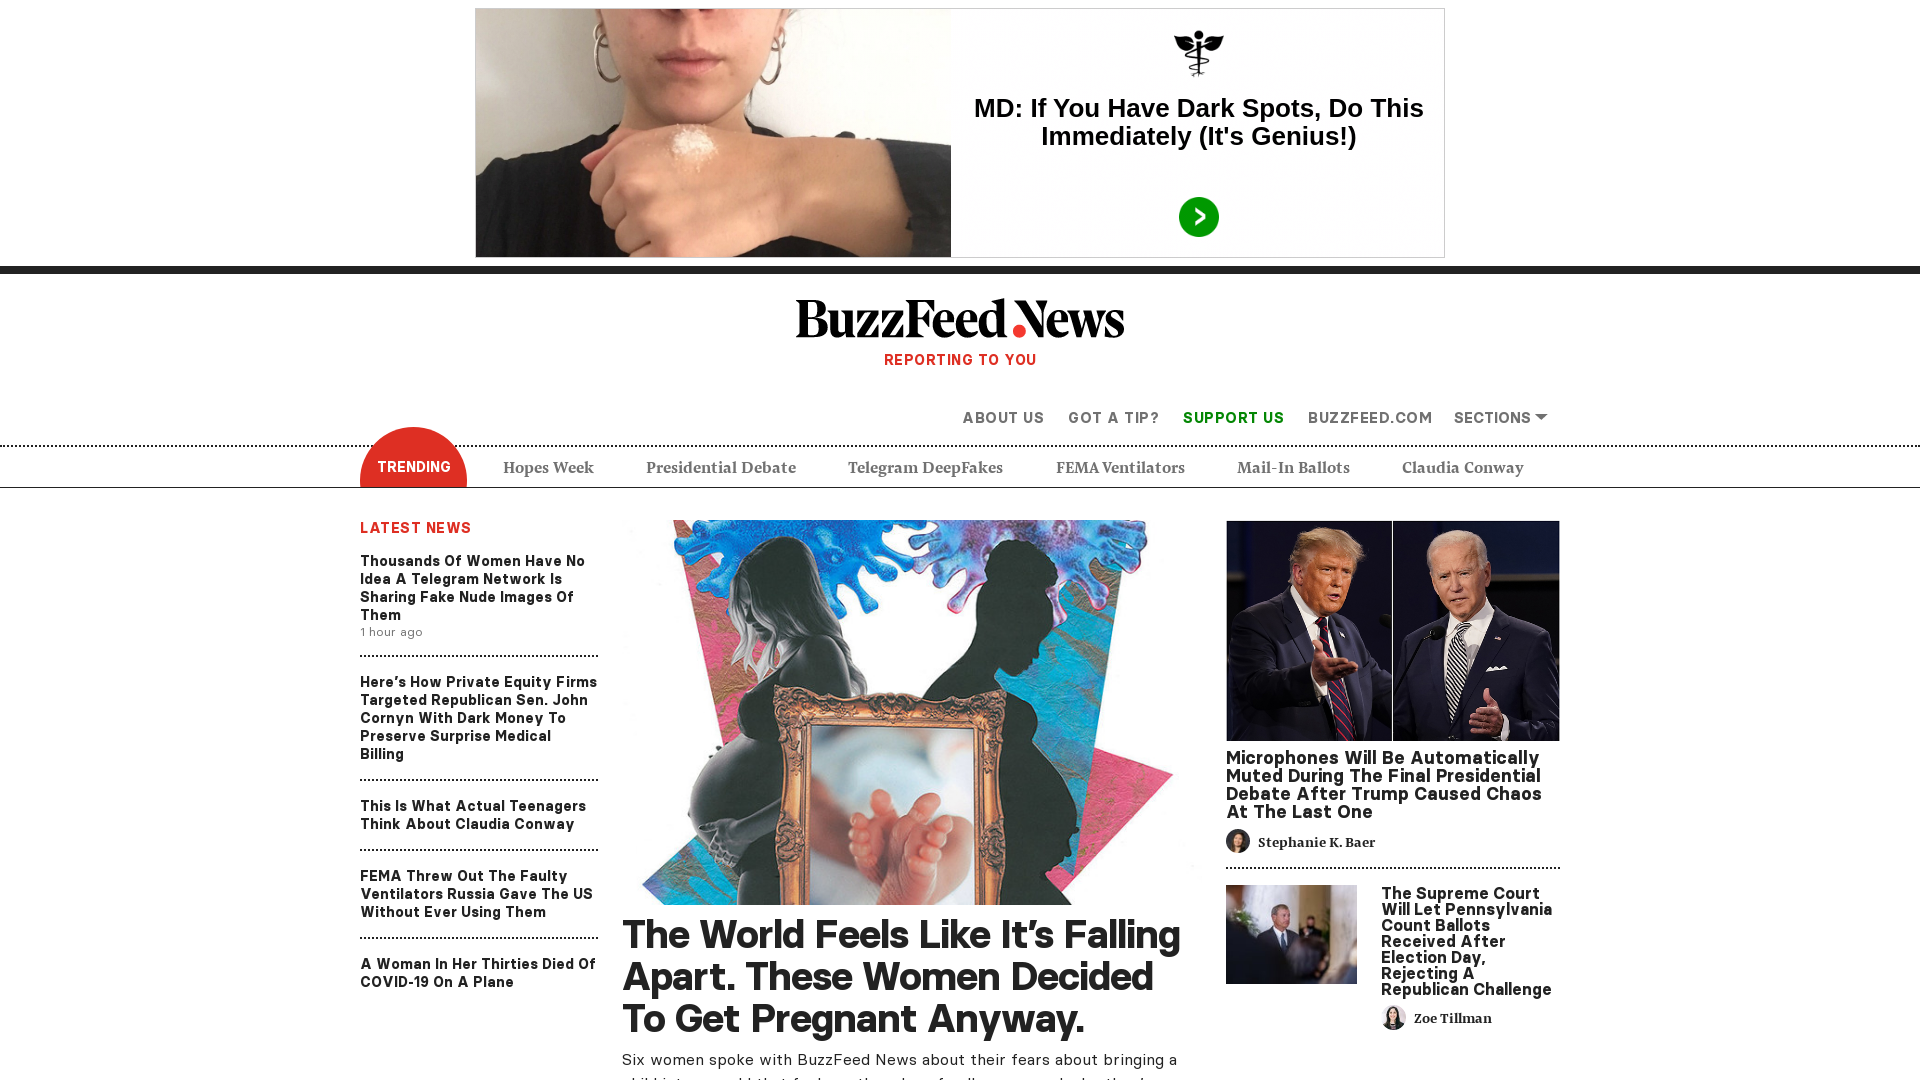 MD: If You Have Dark Spots, Do This
Immediately (It's Genius!)
BuzzFeed News
REPORTING TO YOU
ABOUT US
GOT A TIP?
SUPPORT US
BUZZFEED.COM
SECTIONS
TRENDING
Hopes Week
Presidential Debate
Telegram DeepFakes
FEMA Ventilators
Mail-In Ballots
Claudia Conway
LATEST NEWS
Thousands Of Women Have No
Idea A Telegram Network Is
Sharing Fake Nude Images Of
Them
1 hour ago
Here’s How Private Equity Firms
Targeted Republican Sen. John
Cornyn With Dark Money To
Preserve Surprise Medical
Billing
This Is What Actual Teenagers
Think About Claudia Conway
FEMA Threw Out The Faulty
Ventilators Russia Gave The US
Without Ever Using Them
A Woman In Her Thirties Died Of
COVID-19 On A Plane
The World Feels Like It’s Falling
Apart. These Women Decided
To Get Pregnant Anyway.
Six women spoke with BuzzFeed News about their fears about bringing a
Microphones Will Be Automatically
Muted During The Final Presidential
Debate After Trump Caused Chaos
At The Last One
Stephanie K. Baer
The Supreme Court
Will Let Pennsylvania
Count Ballots
Received After
Election Day,
Rejecting A
Republican Challenge
Zoe Tillman